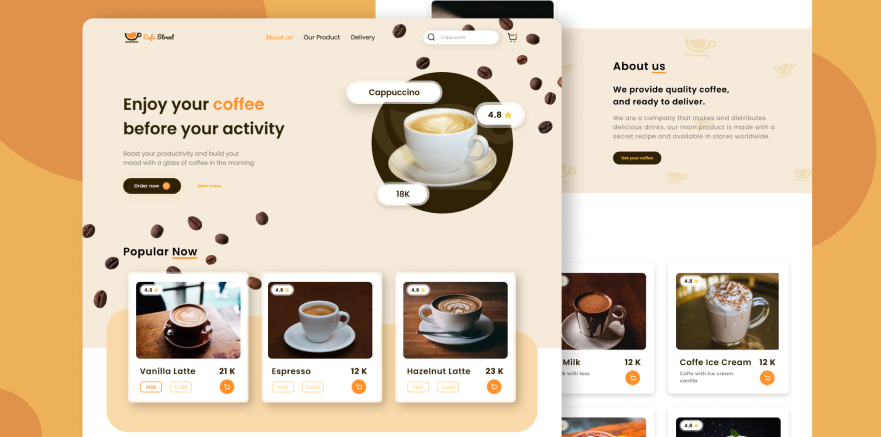 Cafe Street
About us
Our Product
Delivery
Cappuccino
Enjoy your coffee
before your activity
Boost your productivity and build your
mood with a glass of coffee in the morning
Order now
More menu
Cappuccino
4.8
18K
Popular Now
4.8
Vanilla Latte 21 K
Hot Cold
4.8
Espresso 12 K
Hot Cold
4.8
Hazelnut Latte 23 K
Hot Cold
About us
We provide quality coffee,
and ready to deliver.
We are a company that makes and distributes
delicious drinks. our main product is made with a
secret recipe and available in stores worldwide.
Get your coffee
Milk 12 K
with less
4.8
Coffe Ice Cream 12 K
Coffe with ice cream
vanilla
4.8